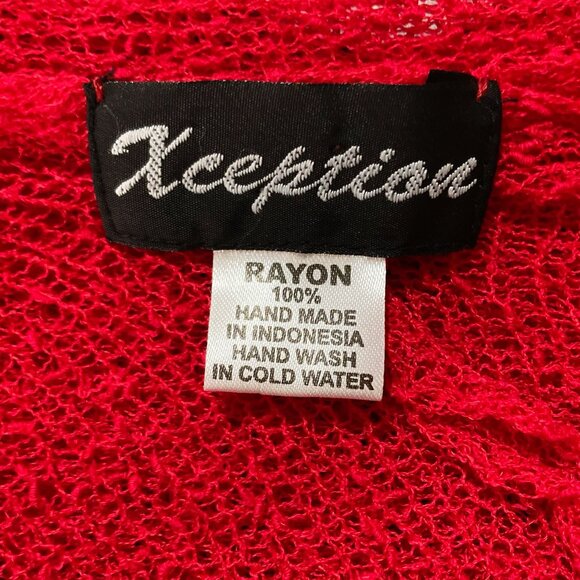 Xception
RAYON
100%
HAND MADE
IN INDONESIA
HAND WASH
IN COLD WATER